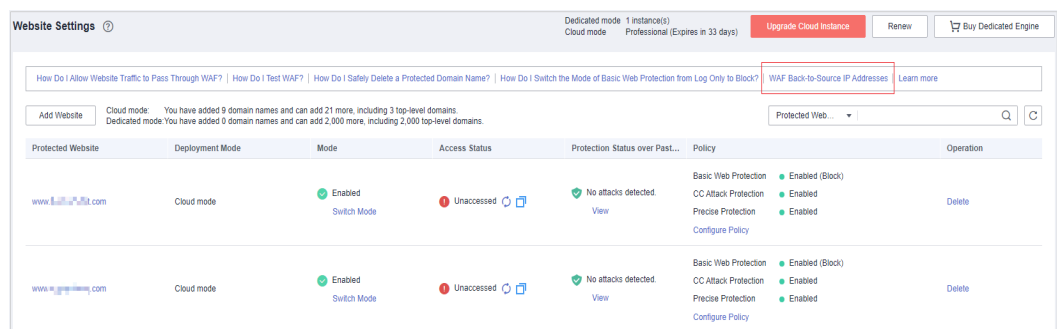 Website Settings
Dedicated mode 1 instance(s)
Cloud mode Professional (Expires in 33 days)
Upgrade Cloud Instance
Renew
Buy Dedicated Engine
How Do I Allow Website Traffic to Pass Through WAF? | How Do I Test WAF? | How Do I Safely Delete a Protected Domain Name? | How Do I Switch the Mode of Basic Web Protection from Log Only to Block? | WAF Back-to-Source IP Addresses | Learn more
Add Website
Cloud mode: You have added 9 domain names and can add 21 more, including 3 top-level domains.
Dedicated mode:You have added 0 domain names and can add 2,000 more, including 2,000 top-level domains.
Protected Web...
Protected Website Deployment Mode Mode Access Status Protection Status over Past... Policy Operation
www. .com Cloud mode Enabled Unaccessed No attacks detected. Delete
Switch Mode View
Basic Web Protection Enabled (Block)
CC Attack Protection Enabled
Precise Protection Enabled
Configure Policy
www. .com Cloud mode Enabled Unaccessed No attacks detected. Delete
Switch Mode View
Basic Web Protection Enabled (Block)
CC Attack Protection Enabled
Precise Protection Enabled
Configure Policy